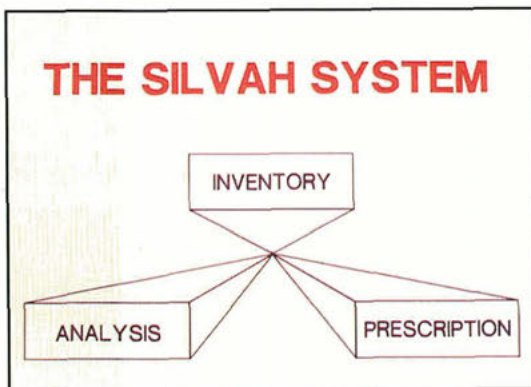 THE SILVAH SYSTEM
INVENTORY
ANALYSIS
PRESCRIPTION